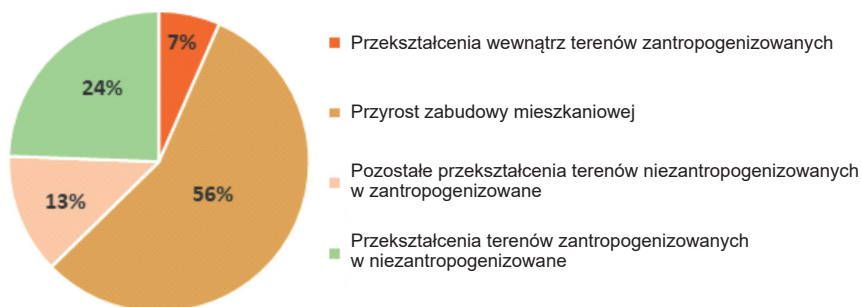 7%
Przekształcenia wewnątrz terenów zantropogenizowanych
24%
Przyrost zabudowy mieszkaniowej
13%
56%
Pozostałe przekształcenia terenów niezantropogenizowanych
w zantropogenizowane
Przekształcenia terenów zantropogenizowanych
w niezantropogenizowane